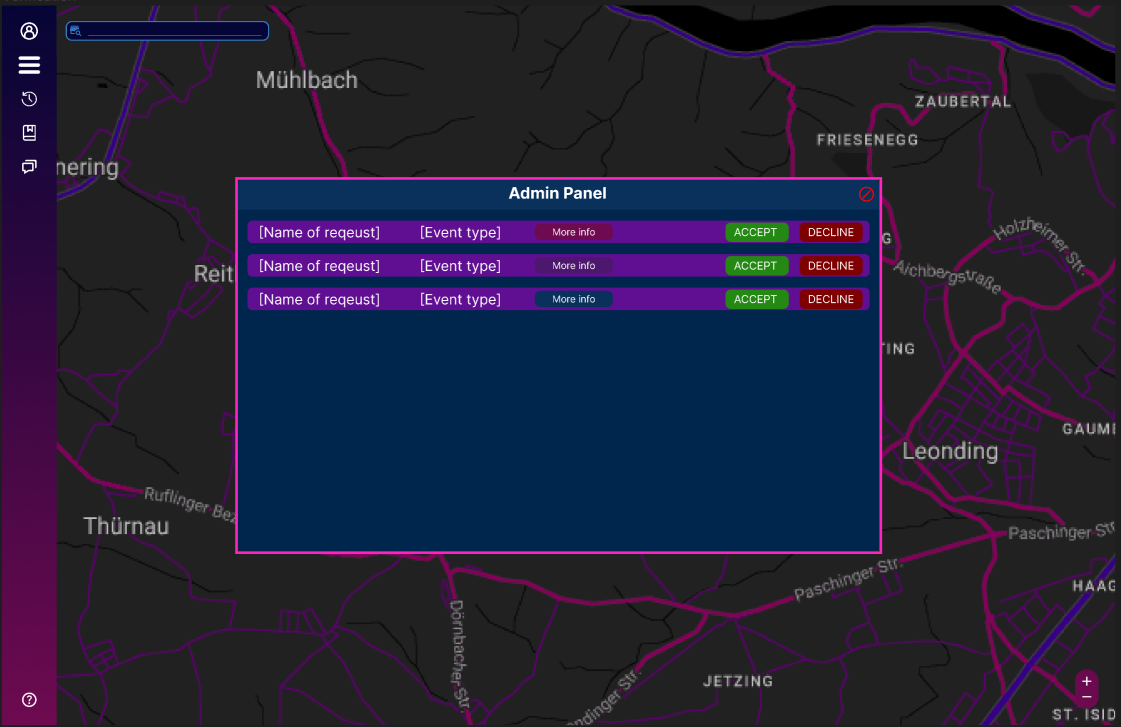 Mühlbach
ZAUBERTAL
FRIESENEGG
nering
Admin Panel
[Name of reqeust] [Event type] More info ACCEPT DECLINE
G
Holzheimer Str.
[Name of reqeust] [Event type] More info ACCEPT DECLINE
Reit
Aichbergstraße
[Name of reqeust] [Event type] More info ACCEPT DECLINE
TING
GAUME
Leonding
Ruflinger Bez
Thürnau
Paschinger Str
Paschinger Str.
HAAG
Dörnbacher Str.
JETZING
ndinger Str.
+
−
ST. ISID